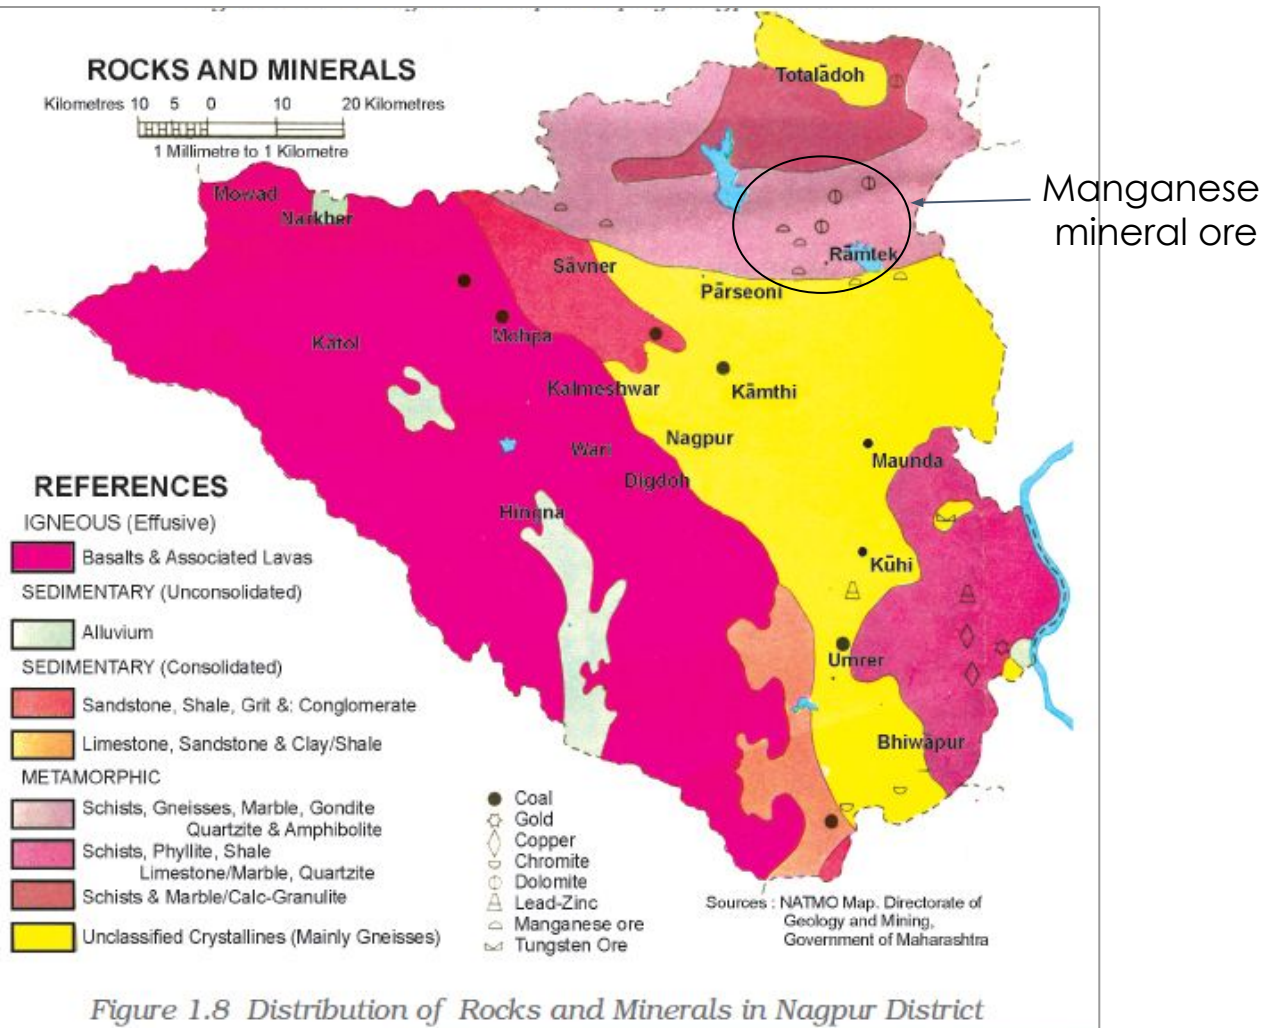 ROCKS AND MINERALS
Kilometres 10 5 0 10 20 Kilometres
1 Millimetre to 1 Kilometre
Totalādoh
Manganese
mineral ore
Mowad
Narkher
Rāmtek
Sāvner
Pārseoni
Mohpa
Kātol
Kalmeshwar
Kāmthi
Nagpur
Wari
Maunda
Digdoh
Hingna
Kūhi
Umrer
Bhiwāpur
REFERENCES
IGNEOUS (Effusive)
Basalts & Associated Lavas
SEDIMENTARY (Unconsolidated)
Alluvium
SEDIMENTARY (Consolidated)
Sandstone, Shale, Grit &: Conglomerate
Limestone, Sandstone & Clay/Shale
METAMORPHIC
Schists, Gneisses, Marble, Gondite
Quartzite & Amphibolite
Schists, Phyllite, Shale
Limestone/Marble, Quartzite
Schists & Marble/Calc-Granulite
Unclassified Crystallines (Mainly Gneisses)
Coal
Gold
Copper
Chromite
Dolomite
Lead-Zinc
Manganese ore
Tungsten Ore
Sources : NATMO Map. Directorate of
Geology and Mining,
Government of Maharashtra
Figure 1.8 Distribution of Rocks and Minerals in Nagpur District